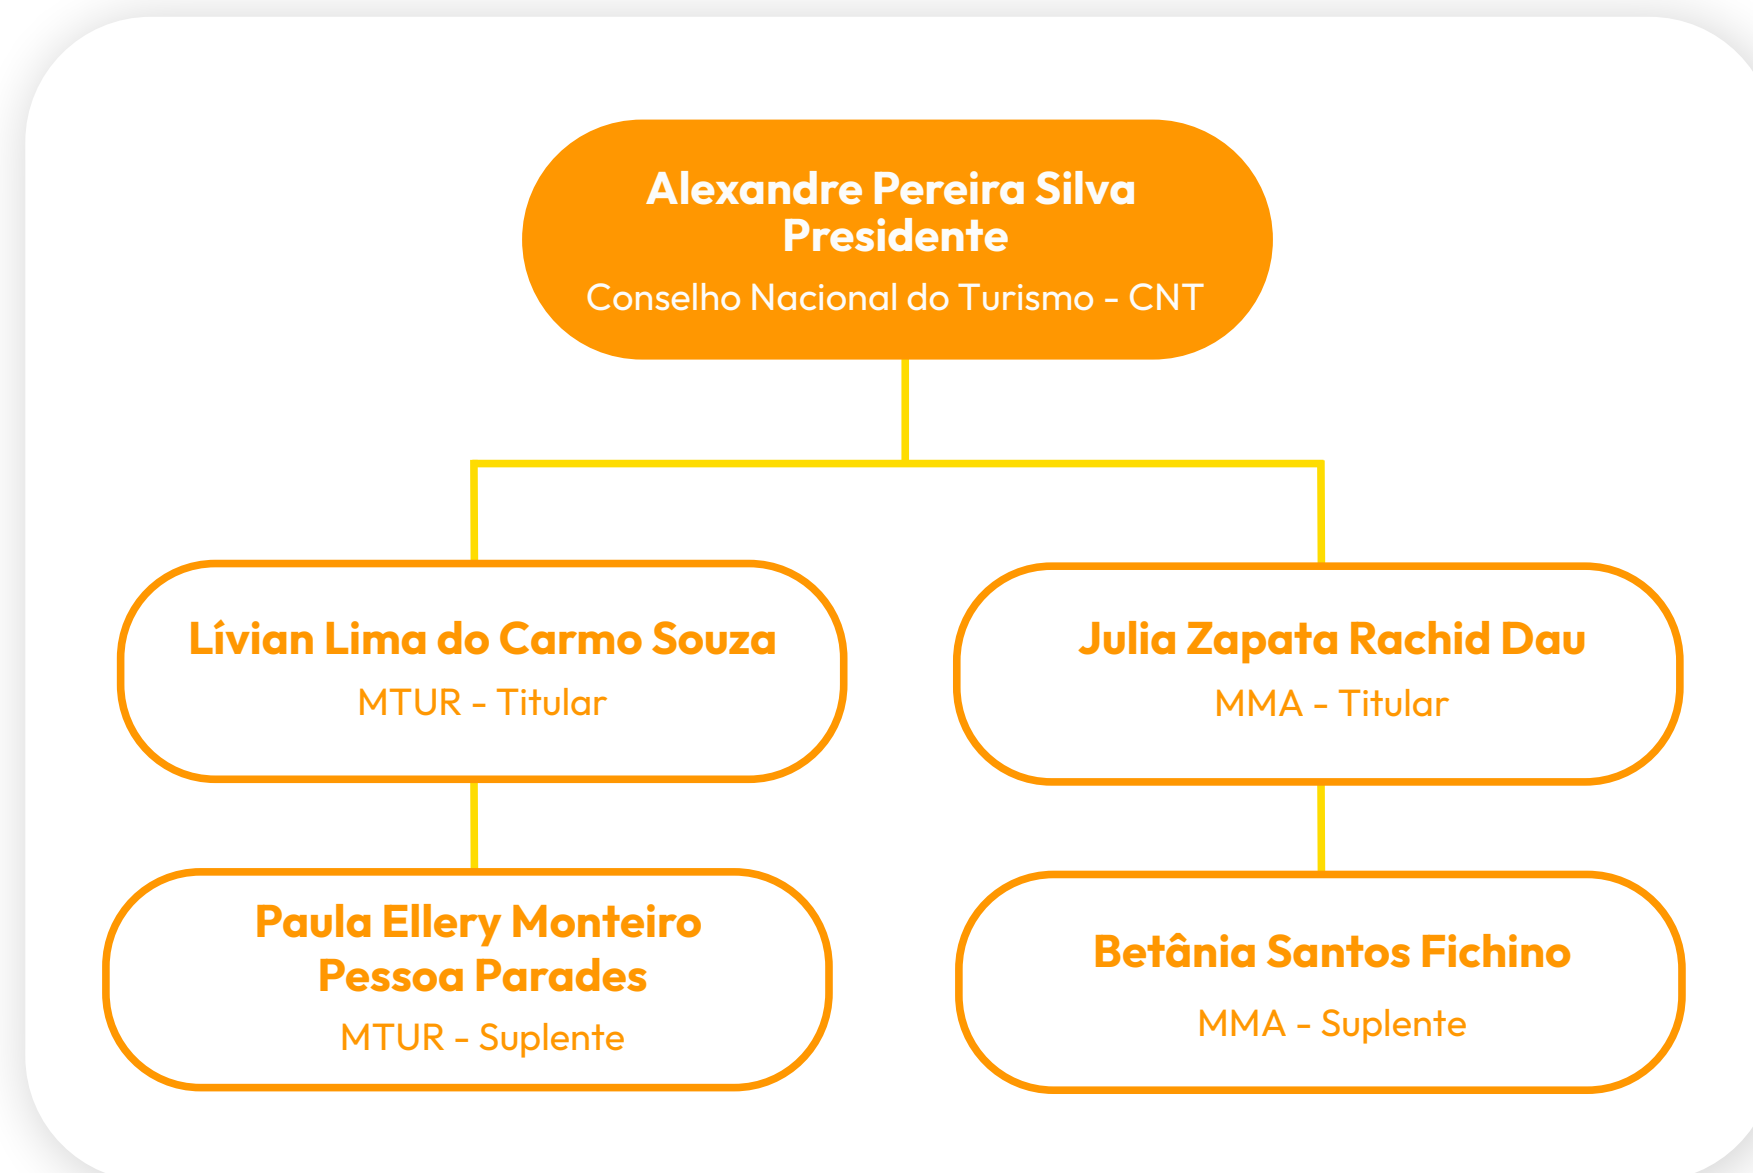 Alexandre Pereira Silva
Presidente
Conselho Nacional do Turismo - CNT
Lívian Lima do Carmo Souza
MTUR - Titular
Julia Zapata Rachid Dau
MMA - Titular
Paula Ellery Monteiro
Pessoa Parades
MTUR - Suplente
Betânia Santos Fichino
MMA - Suplente